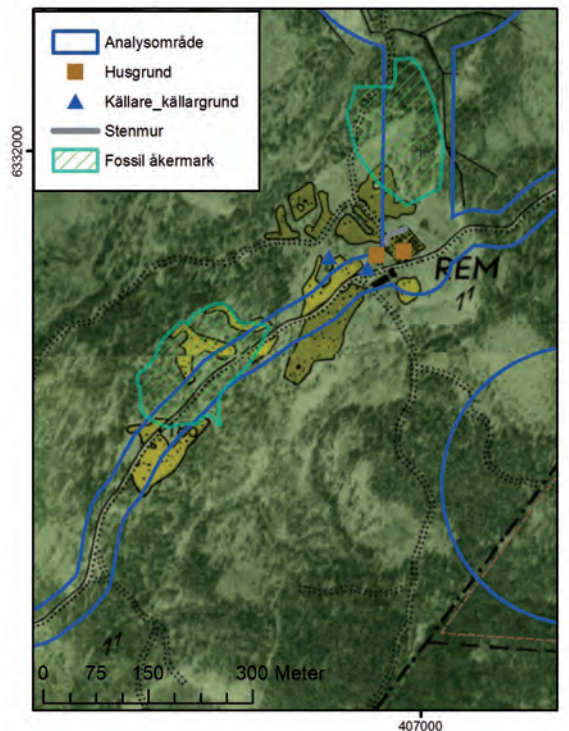 Analysområde
Husgrund
Källare_källargrund
Stenmur
Fossil åkermark
6332000
REM
1¹
1¹
0 75 150 300 Meter
407000